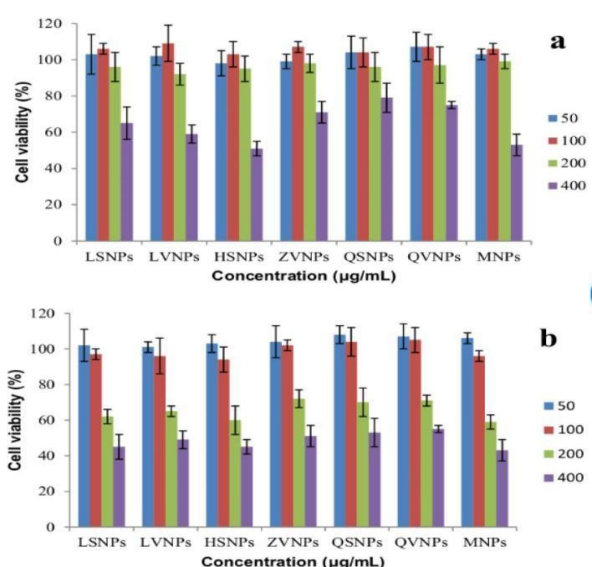 a
120
100
80
60
40
20
0
Cell viability (%)
50
100
200
400
LSNPs LVNPs HSNPs ZVNPs QSNPs QVNPs MNPs
Concentration (µg/mL)
b
120
100
80
60
40
20
0
Cell viability (%)
50
100
200
400
LSNPs LVNPs HSNPs ZVNPs QSNPs QVNPs MNPs
Concentration (µg/mL)